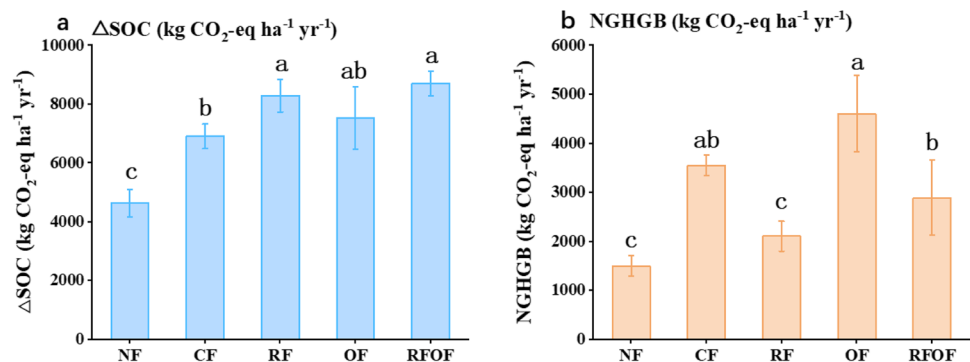 a △SOC (kg CO₂-eq ha⁻¹ yr⁻¹)
△SOC (kg CO₂-eq ha⁻¹ yr⁻¹)
10000
8000
6000
4000
2000
0
c
b
a
ab
a
NF CF RF OF RFOF
b NGHGB (kg CO₂-eq ha⁻¹ yr⁻¹)
NGHGB (kg CO₂-eq ha⁻¹ yr⁻¹)
6000
5000
4000
3000
2000
1000
0
c
ab
c
a
b
NF CF RF OF RFOF